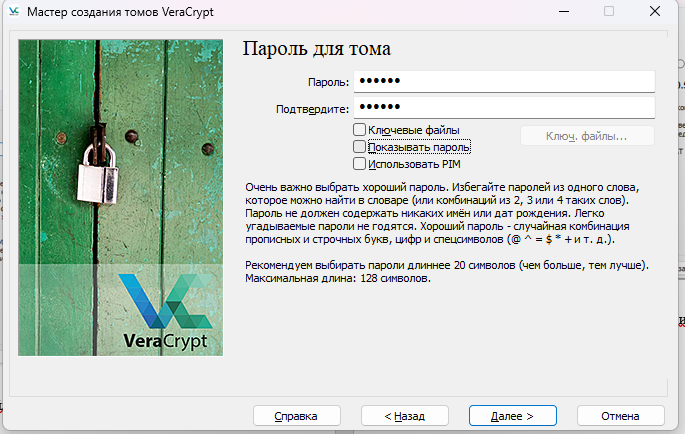 Мастер создания томов VeraCrypt
Пароль для тома
Пароль: ••••••
Подтвердите: ••••••
Ключевые файлы
Ключ. файлы...
Показывать пароль
Использовать PIM
Очень важно выбрать хороший пароль. Избегайте паролей из одного слова,
которое можно найти в словаре (или комбинаций из 2, 3 или 4 таких слов).
Пароль не должен содержать никаких имён или дат рождения. Легко
угадываемые пароли не годятся. Хороший пароль - случайная комбинация
прописных и строчных букв, цифр и спецсимволов (@ ^ = $ * + и т. д.).
Рекомендуем выбирать пароли длиннее 20 символов (чем больше, тем лучше).
Максимальная длина: 128 символов.
VeraCrypt
Справка
< Назад
Далее >
Отмена